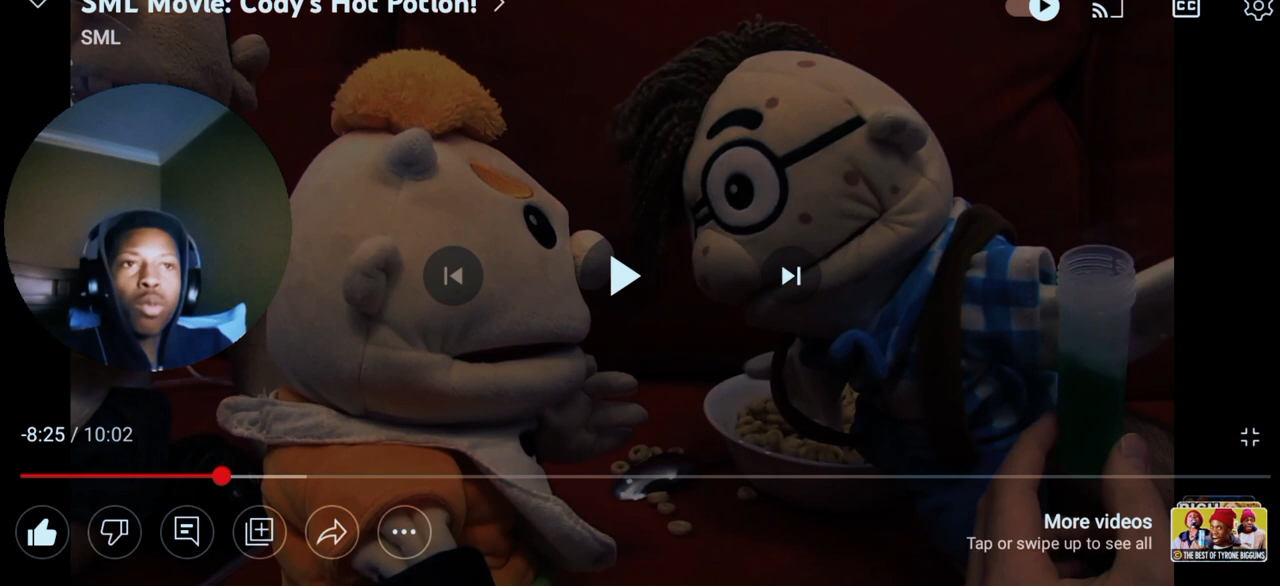 SML Movie: Cody's Hot Potion!
SML
CC
-8:25 / 10:02
More videos
Tap or swipe up to see all
THE BEST OF TYRONE BIGGUMS